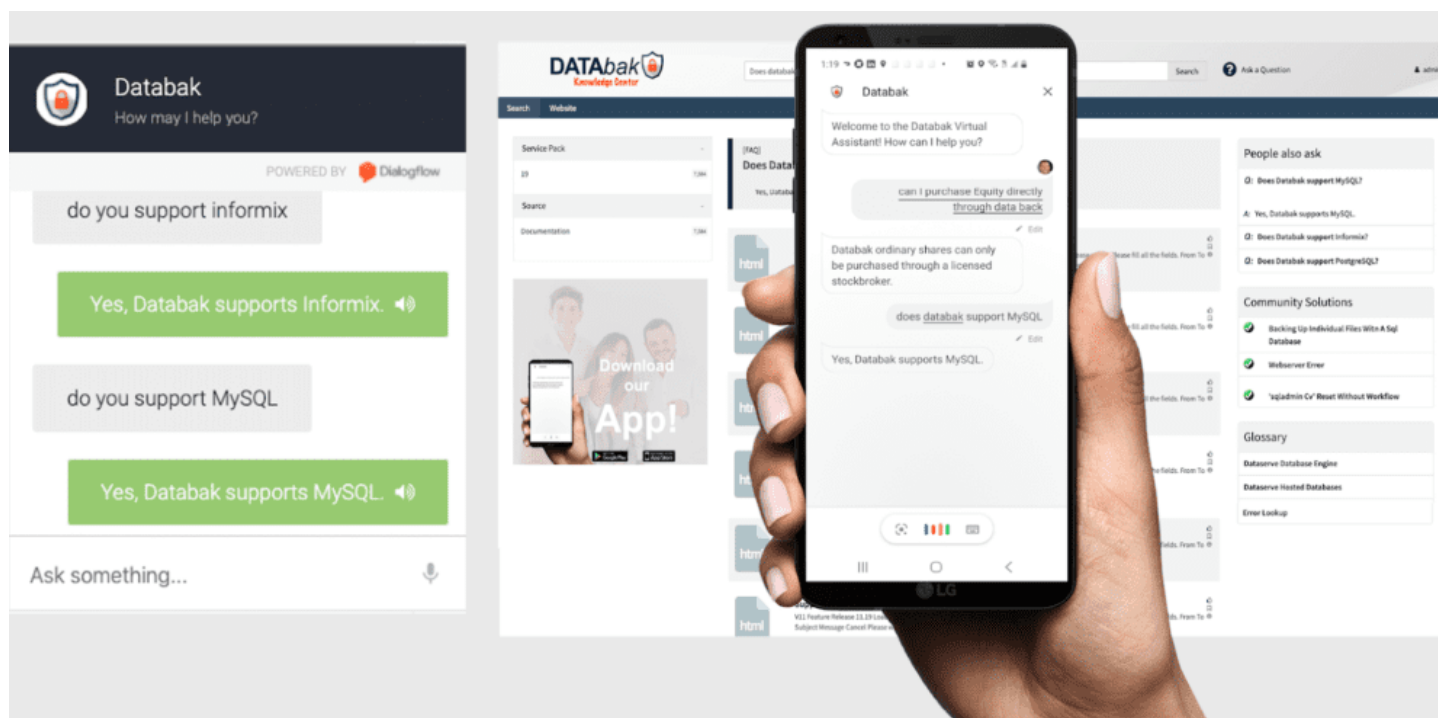 Databak
How may I help you?
POWERED BY Dialogflow
do you support informix
Yes, Databak supports Informix.
do you support MySQL
Yes, Databak supports MySQL.
Ask something...
DATAbak
Knowledge Center
Does databak
Search
Ask a Question
Search Website
Service Pack
Source
Documentation
Download
our
App!
[FAQ]
Does Data
html
html
html
html
1:19
Databak
Welcome to the Databak Virtual
Assistant! How can I help you?
can I purchase Equity directly
through data back
Edit
Databak ordinary shares can only
be purchased through a licensed
stockbroker.
does databak support MySQL
Edit
Yes, Databak supports MySQL.
LG
People also ask
Q: Does Databak support MySQL?
A: Yes, Databak supports MySQL.
Q: Does Databak support Informix?
Q: Does Databak support PostgreSQL?
Community Solutions
Backing Up Individual Files Witn A Sql
Database
Webserver Error
'sqladmin Cv' Reset Without Workflow
Glossary
Dataserve Database Engine
Dataserve Hosted Databases
Error Lookup